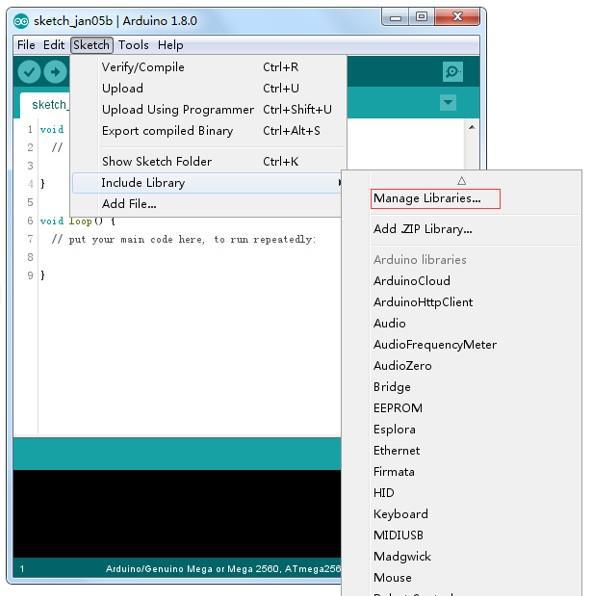 sketch_jan05b | Arduino 1.8.0
File Edit Sketch Tools Help
Verify/Compile Ctrl+R
Upload Ctrl+U
Upload Using Programmer Ctrl+Shift+U
Export compiled Binary Ctrl+Alt+S
Show Sketch Folder Ctrl+K
Include Library
Add File...
sketch_
1 void
2 //
3
4 }
5
6 void loop() {
7 // put your main code here, to run repeatedly:
8
9 }
Manage Libraries...
Add .ZIP Library...
Arduino libraries
ArduinoCloud
ArduinoHttpClient
Audio
AudioFrequencyMeter
AudioZero
Bridge
EEPROM
Esplora
Ethernet
Firmata
HID
Keyboard
MIDIUSB
Madgwick
Mouse
1 Arduino/Genuino Mega or Mega 2560, ATmega256